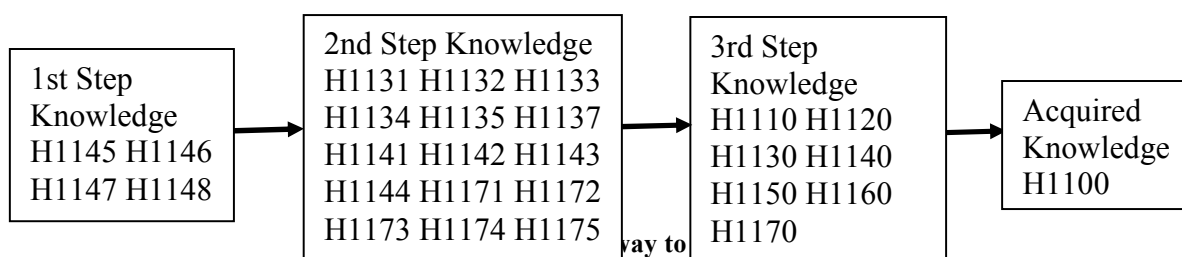 1st Step
Knowledge
H1145 H1146
H1147 H1148
2nd Step Knowledge
H1131 H1132 H1133
H1134 H1135 H1137
H1141 H1142 H1143
H1144 H1171 H1172
H1173 H1174 H1175
3rd Step
Knowledge
H1110 H1120
H1130 H1140
H1150 H1160
H1170
Acquired
Knowledge
H1100
to